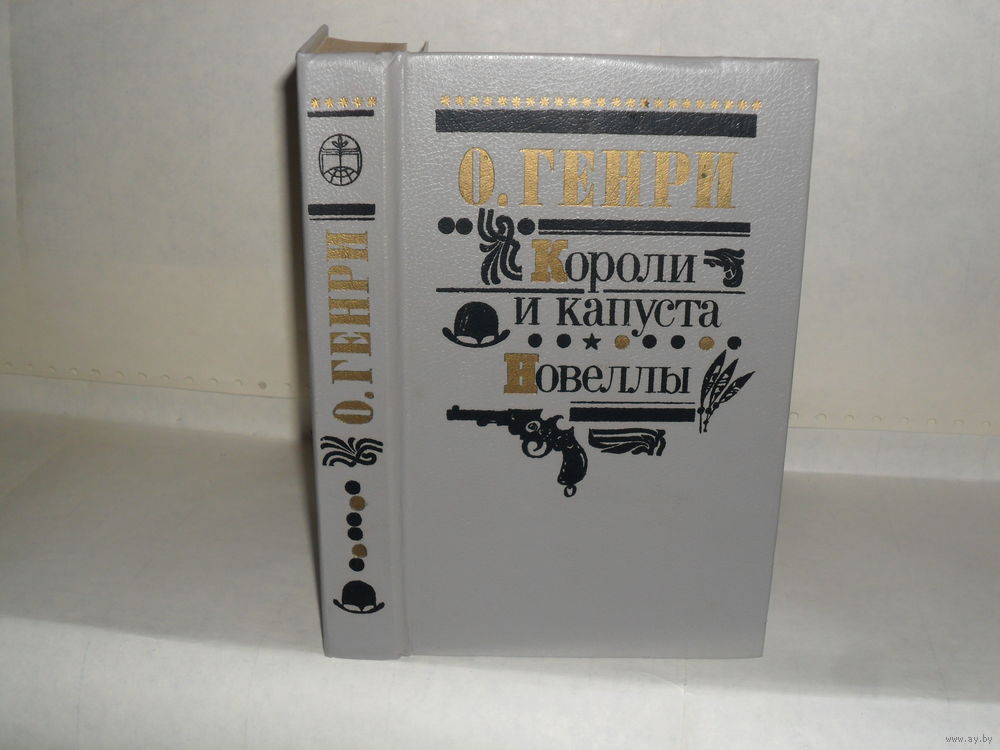 О. ГЕНРИ
О. ГЕНРИ
Короли
и капуста
Новеллы
www.ay.by